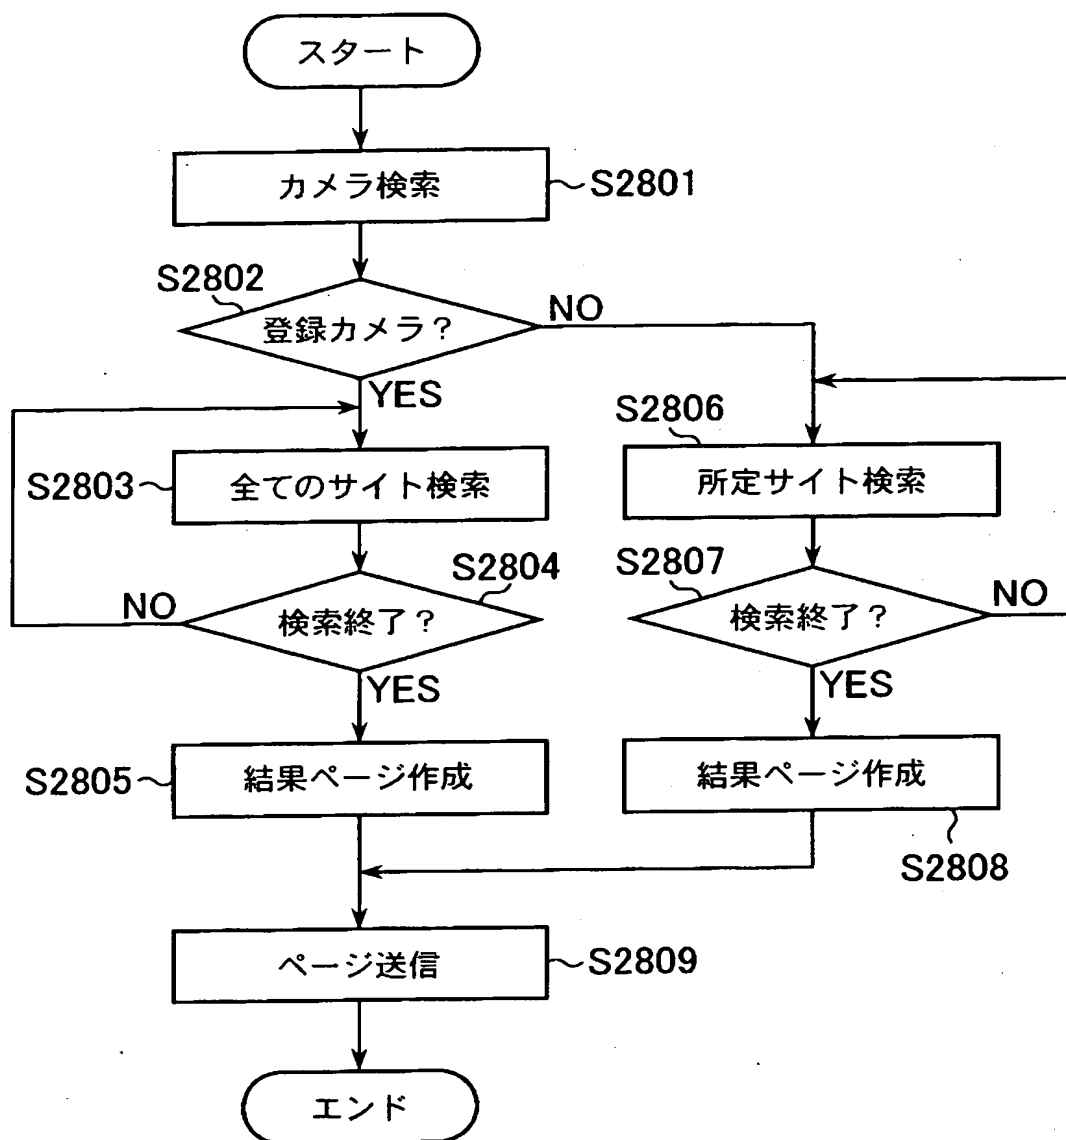 スタート
カメラ検索
S2801
S2802
登録カメラ?
NO
YES
S2803
全てのサイト検索
S2806
所定サイト検索
S2804
検索終了?
NO
YES
S2807
検索終了?
NO
YES
S2805
結果ページ作成
結果ページ作成
S2808
ページ送信
S2809
エンド